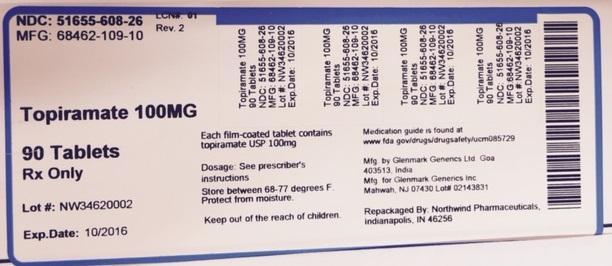 NDC: 51655-608-26
MFG: 68462-109-10
LCN#: 01
Rev. 2
Topiramate 100MG
90 Tablets
Rx Only
Lot #: NW34620002
Exp.Date: 10/2016
Each film-coated tablet contains
topiramate USP 100mg
Dosage: See prescriber's
instructions
Store between 68-77 degrees F.
Protect from moisture.
Keep out of the reach of children.
Topiramate 100MG
90 Tablets
NDC: 51655-608-26
MFG:68462-109-10
Lot #: NW34620002
Exp.Date: 10/2016
Topiramate 100MG
90 Tablets
NDC: 51655-608-26
MFG:68462-109-10
Lot #: NW34620002
Exp.Date: 10/2016
Topiramate 100MG
90 Tablets
NDC: 51655-608-26
MFG:68462-109-10
Lot #: NW34620002
Exp.Date: 10/2016
Topiramate 100MG
90 Tablets
NDC: 51655-608-26
MFG:68462-109-10
Lot #: NW34620002
Exp.Date: 10/2016
Medication guide is found at
www.fda gov/drugs/drugsafety/ucm085729
Mfg. by Glenmark Generics Ltd. Goa
403513, India
Mfg. for Glenmark Generics Inc.
Mahwah, NJ 07430 Lot# 02143831
Repackaged By: Northwind Pharmaceuticals,
Indianapolis, IN 46256